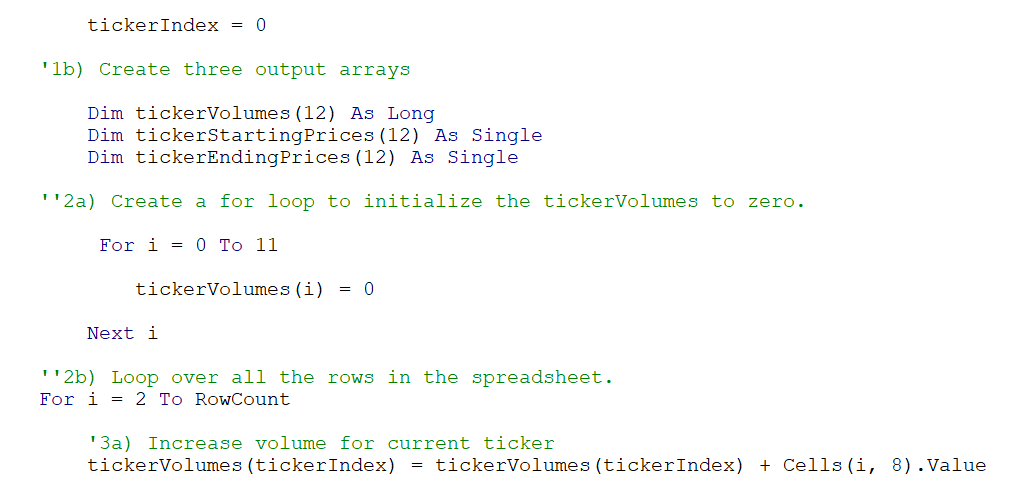 tickerIndex = 0
'1b) Create three output arrays
Dim tickerVolumes(12) As Long
Dim tickerStartingPrices(12) As Single
Dim tickerEndingPrices(12) As Single
''2a) Create a for loop to initialize the tickerVolumes to zero.
For i = 0 To 11
tickerVolumes(i) = 0
Next i
''2b) Loop over all the rows in the spreadsheet.
For i = 2 To RowCount
'3a) Increase volume for current ticker
tickerVolumes(tickerIndex) = tickerVolumes(tickerIndex) + Cells(i, 8).Value